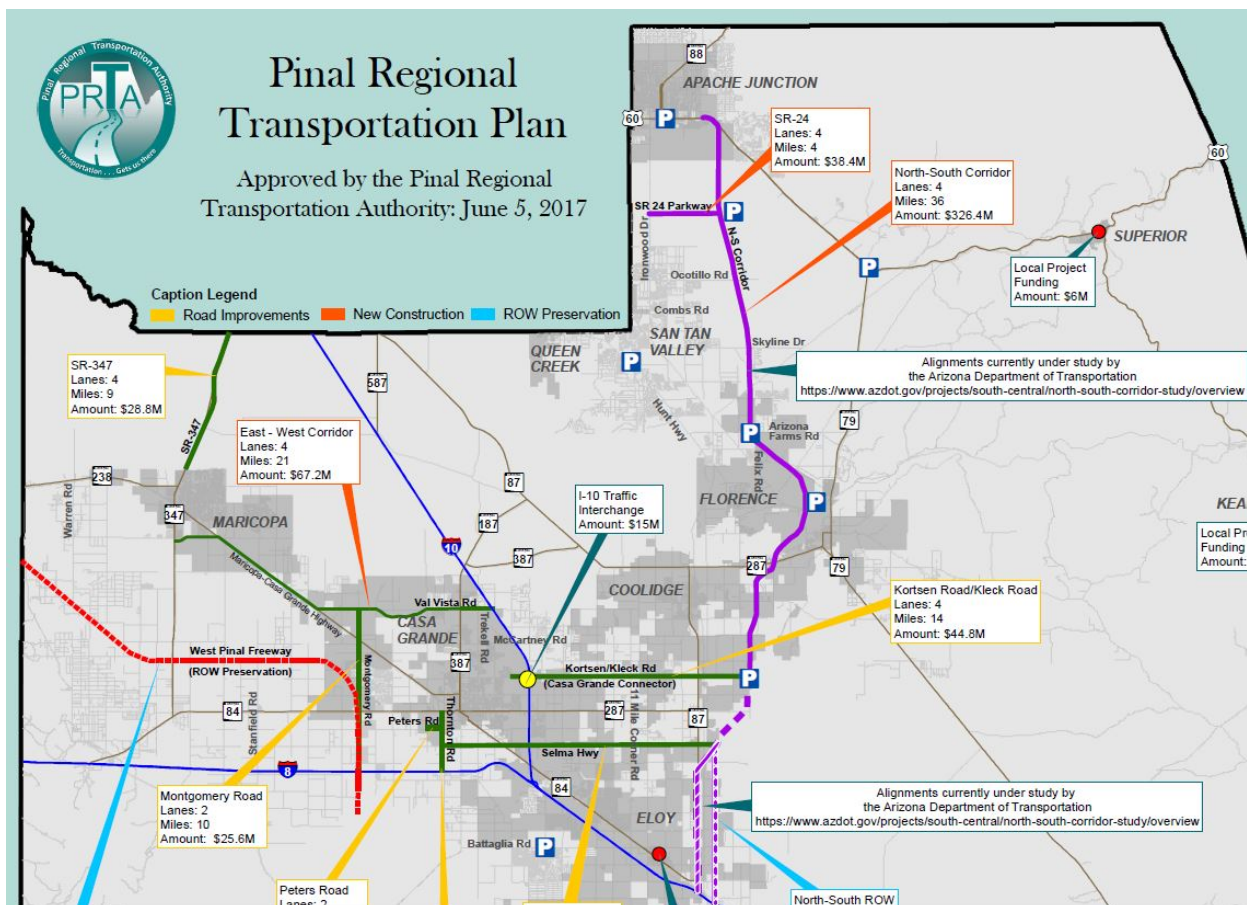 Pinal Regional Transportation Authority
PRTA
Transportation . . . Gets us there
Pinal Regional
Transportation Plan
Approved by the Pinal Regional
Transportation Authority: June 5, 2017
Caption Legend
Road Improvements
New Construction
ROW Preservation
88
APACHE JUNCTION
60
P
SR-24
Lanes: 4
Miles: 4
Amount: $38.4M
60
North-South Corridor
Lanes: 4
Miles: 36
Amount: $326.4M
SR 24 Parkway
P
N-S Corridor
Ironwood Dr
SUPERIOR
P
Ocotillo Rd
Local Project
Funding
Amount: $6M
Combs Rd
SAN TAN
VALLEY
Skyline Dr
QUEEN
CREEK
P
Alignments currently under study by
the Arizona Department of Transportation
https://www.azdot.gov/projects/south-central/north-south-corridor-study/overview
SR-347
Lanes: 4
Miles: 9
Amount: $28.8M
587
Hunt Hwy
SR-347
East - West Corridor
Lanes: 4
Miles: 21
Amount: $67.2M
P
Arizona
Farms Rd
79
Felix Rd
238
87
Warren Rd
I-10 Traffic
Interchange
Amount: $15M
FLORENCE
P
KEA
347
MARICOPA
187
10
387
Local Pr
Funding
Amount:
287
79
Maricopa-Casa Grande Highway
COOLIDGE
Kortsen Road/Kleck Road
Lanes: 4
Miles: 14
Amount: $44.8M
Val Vista Rd
CASA
GRANDE
Trekell Rd
McCartney Rd
West Pinal Freeway
(ROW Preservation)
387
Kortsen/Kleck Rd
(Casa Grande Connector)
P
Montgomery Rd
84
Stanfield Rd
Peters Rd
Thornton Rd
287
11 Mile Corner Rd
87
Selma Hwy
8
84
Montgomery Road
Lanes: 2
Miles: 10
Amount: $25.6M
Alignments currently under study by
the Arizona Department of Transportation
https://www.azdot.gov/projects/south-central/north-south-corridor-study/overview
ELOY
Battaglia Rd
P
Peters Road
Lanes: 2
North-South ROW